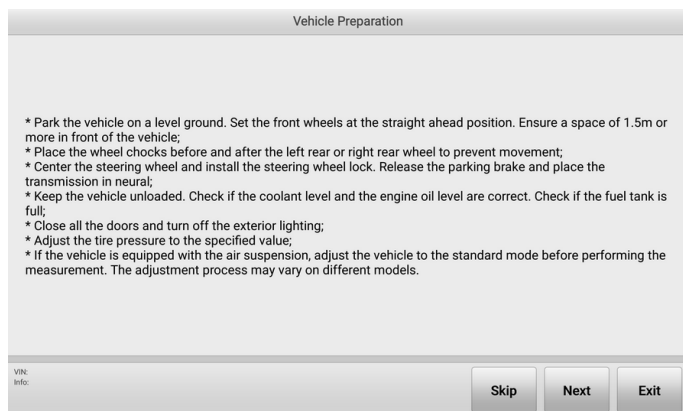 Vehicle Preparation
* Park the vehicle on a level ground. Set the front wheels at the straight ahead position. Ensure a space of 1.5m or
more in front of the vehicle;
* Place the wheel chocks before and after the left rear or right rear wheel to prevent movement;
* Center the steering wheel and install the steering wheel lock. Release the parking brake and place the
transmission in neural;
* Keep the vehicle unloaded. Check if the coolant level and the engine oil level are correct. Check if the fuel tank is
full;
* Close all the doors and turn off the exterior lighting;
* Adjust the tire pressure to the specified value;
* If the vehicle is equipped with the air suspension, adjust the vehicle to the standard mode before performing the
measurement. The adjustment process may vary on different models.
VIN:
Info:
Skip Next Exit